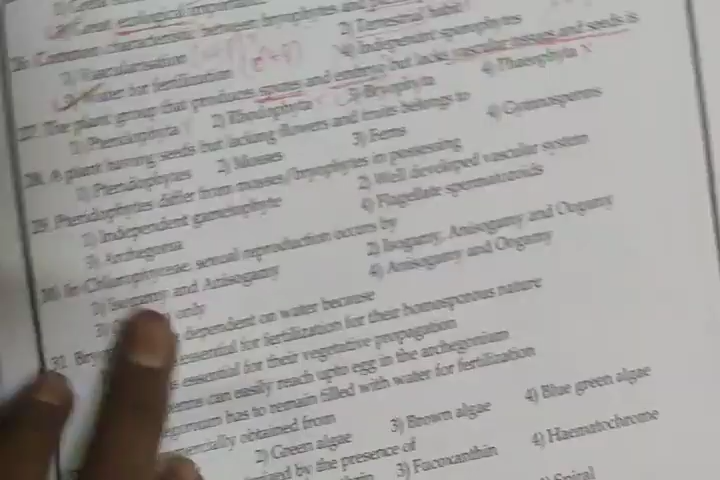 26. Common characteristic between bryophytes and
1) Vascularisation
2) Terrestrial habit
3) Water for fertilization
4) Independent sporophytes
27. The plant group that produces spores and embryo but lacks vascular tissues and seeds is
1) Pteridophyta
2) Rhodophyta
3) Bryophyta
4) Phaeophyta
28. A plant having seeds but lacking flowers and fruits belongs to
1) Pteridophytes
2) Mosses
3) Ferns
4) Gymnosperms
29. Pteridophytes differ from mosses/bryophytes in possessing
1) Independent gametophyte
2) Well developed vascular system
3) Archegonia
4) Flagellate spermatozoids
30. In Chlorophyceae, sexual reproduction occurs by
1) Isogamy and Anisogamy
2) Isogamy, Anisogamy and Oogamy
3) only
4) Anisogamy and Oogamy
31. dependent on water because
essential for fertilization for their homosporous nature
is essential for their vegetative propagation
can easily reach upto egg in the archegonium
has to remain filled with water for fertilization
obtained from
2) Green algae
3) Brown algae
4) Blue green algae
by the presence of
3) Fucoxanthin
4) Haematochrome
Spiral